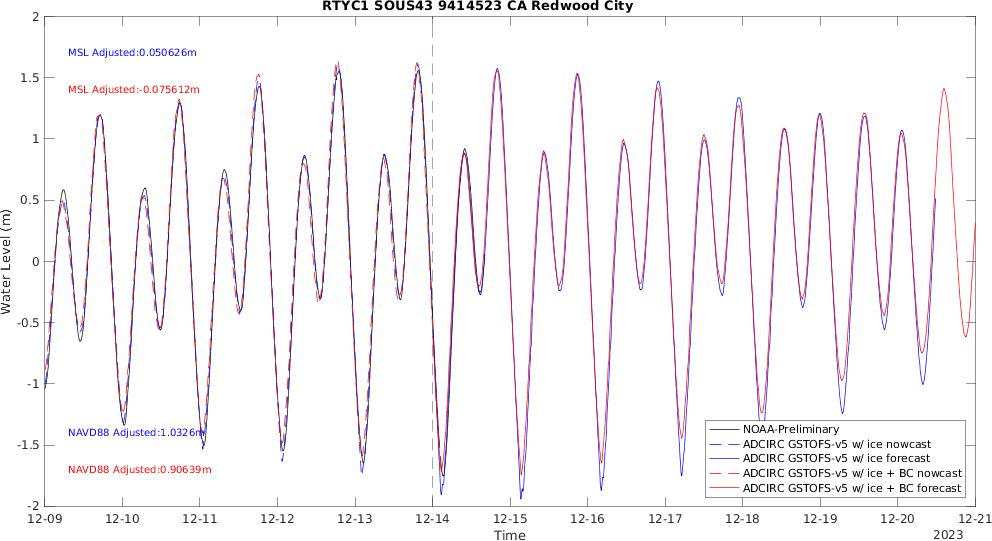 RTYC1 SOUS43 9414523 CA Redwood City
2
1.5
1
0.5
0
-0.5
-1
-1.5
-2
Water Level (m)
MSL Adjusted:0.050626m
MSL Adjusted:-0.075612m
NAVD88 Adjusted:1.0326m
NAVD88 Adjusted:0.90639m
NOAA-Preliminary
ADCIRC GSTOFS-v5 w/ ice nowcast
ADCIRC GSTOFS-v5 w/ ice forecast
ADCIRC GSTOFS-v5 w/ ice + BC nowcast
ADCIRC GSTOFS-v5 w/ ice + BC forecast
12-09 12-10 12-11 12-12 12-13 12-14 12-15 12-16 12-17 12-18 12-19 12-20 12-21
Time
2023